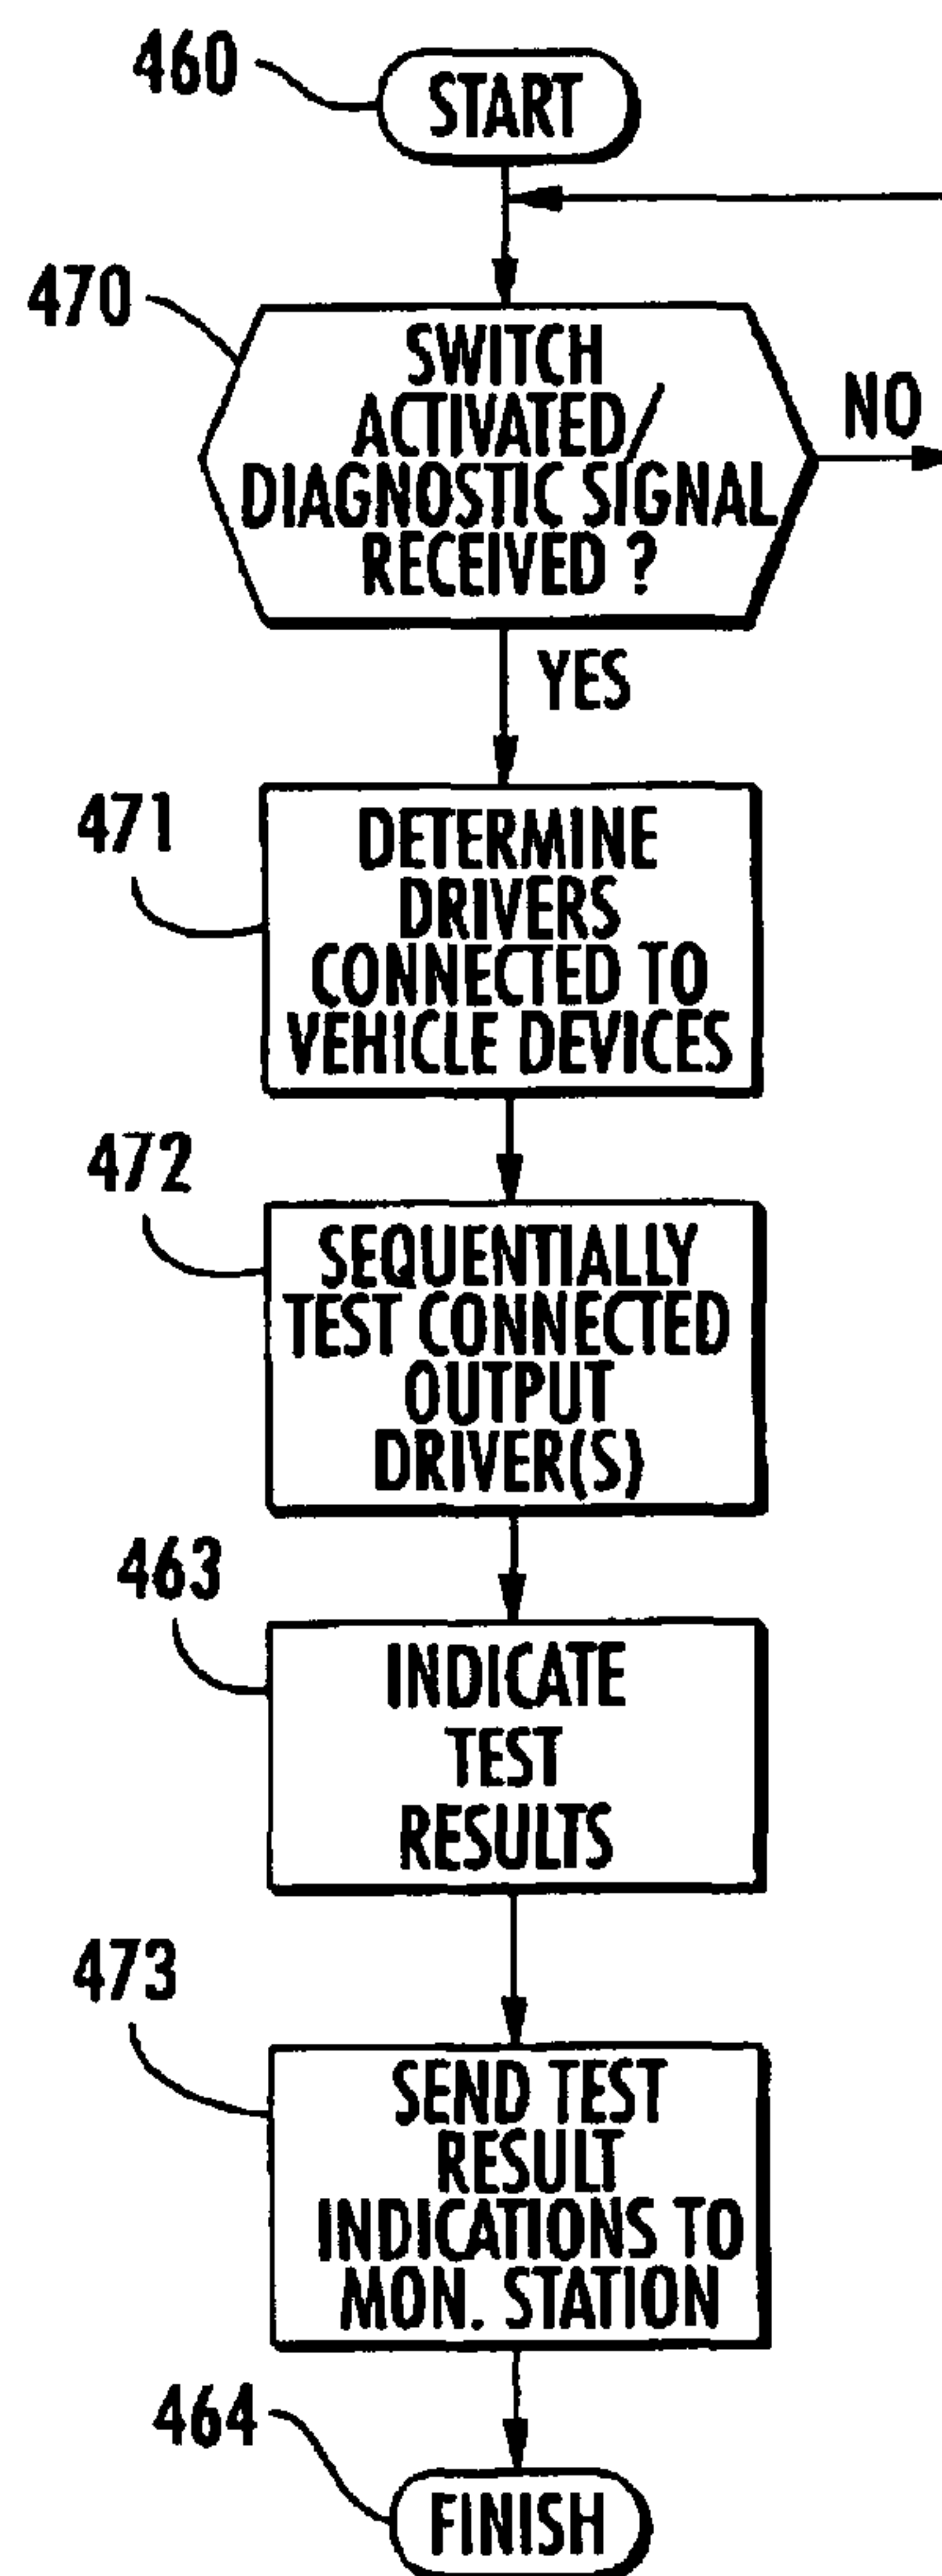 460
START
470
SWITCH
ACTIVATED/
DIAGNOSTIC SIGNAL
RECEIVED ?
NO
YES
471
DETERMINE
DRIVERS
CONNECTED TO
VEHICLE DEVICES
472
SEQUENTIALLY
TEST CONNECTED
OUTPUT
DRIVER(S)
463
INDICATE
TEST
RESULTS
473
SEND TEST
RESULT
INDICATIONS TO
MON. STATION
464
FINISH